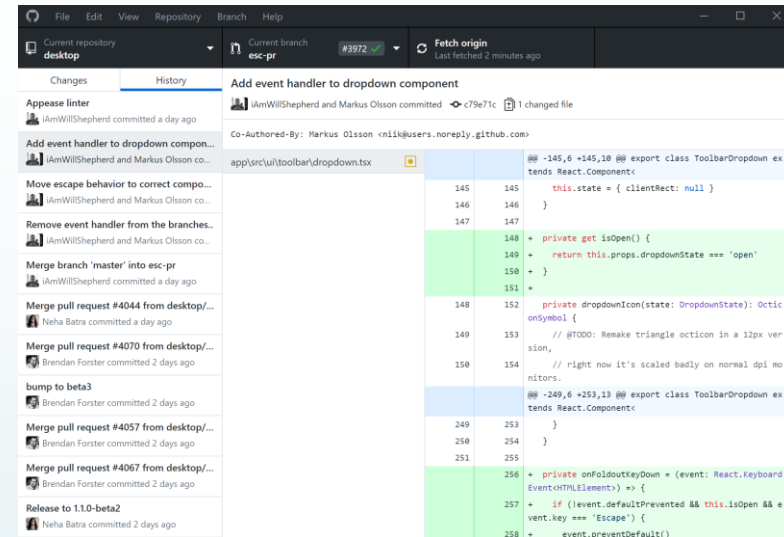 File Edit View Repository Branch Help
Current repository
desktop
Current branch
esc-pr
#3972
Fetch origin
Last fetched 2 minutes ago
Changes History
Appease linter
iAmWillShepherd committed a day ago
Add event handler to dropdown compon...
iAmWillShepherd and Markus Olsson co...
Move escape behavior to correct compo...
iAmWillShepherd and Markus Olsson co...
Remove event handler from the branches..
iAmWillShepherd and Markus Olsson co...
Merge branch 'master' into esc-pr
iAmWillShepherd committed a day ago
Merge pull request #4044 from desktop/...
Neha Batra committed a day ago
Merge pull request #4070 from desktop/...
Brendan Forster committed 2 days ago
bump to beta3
Brendan Forster committed 2 days ago
Merge pull request #4057 from desktop/...
Brendan Forster committed 2 days ago
Merge pull request #4067 from desktop/...
Brendan Forster committed 2 days ago
Release to 1.1.0-beta2
Neha Batra committed 2 days ago
Add event handler to dropdown component
iAmWillShepherd and Markus Olsson committed c79e71c 1 changed file
Co-Authored-By: Markus Olsson <niik@users.noreply.github.com>
app\src\ui\toolbar\dropdown.tsx
@@ -145,6 +145,10 @@ export class ToolbarDropdown ex
tends React.Component<
145 145 this.state = { clientRect: null }
146 146 }
147 147
148 + private get isOpen() {
149 + return this.props.dropdownState === 'open'
150 + }
151 +
148 152 private dropdownIcon(state: DropdownState): Octic
onSymbol {
149 153 // @TODO: Remake triangle octicon in a 12px ver
sion,
150 154 // right now it's scaled badly on normal dpi mo
nitors.
@@ -249,6 +253,13 @@ export class ToolbarDropdown ex
tends React.Component<
249 253 }
250 254 }
251 255
256 + private onFoldoutKeyDown = (event: React.Keyboard
Event<HTMLElement>) => {
257 + if (!event.defaultPrevented && this.isOpen && e
vent.key === 'Escape') {
258 + event.preventDefault()